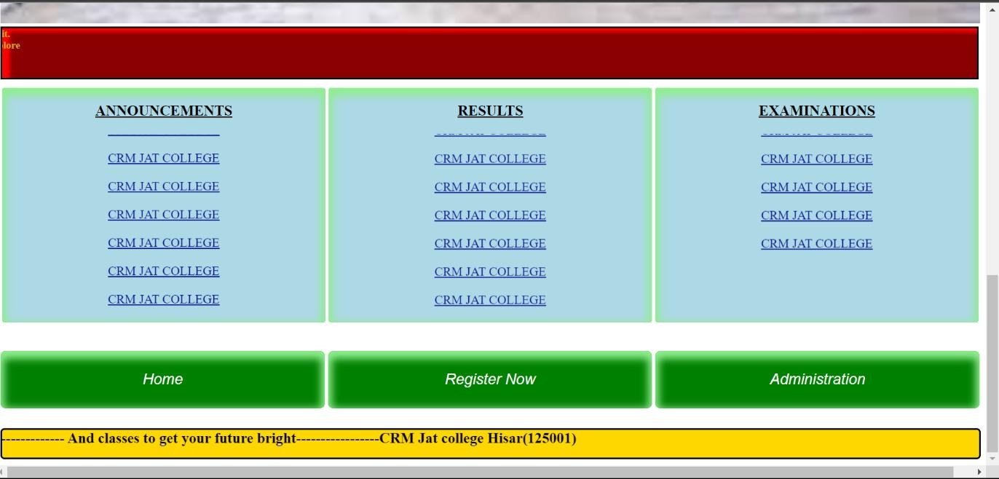 it.
lore
ANNOUNCEMENTS
CRM JAT COLLEGE
CRM JAT COLLEGE
CRM JAT COLLEGE
CRM JAT COLLEGE
CRM JAT COLLEGE
CRM JAT COLLEGE
RESULTS
CRM JAT COLLEGE
CRM JAT COLLEGE
CRM JAT COLLEGE
CRM JAT COLLEGE
CRM JAT COLLEGE
CRM JAT COLLEGE
EXAMINATIONS
CRM JAT COLLEGE
CRM JAT COLLEGE
CRM JAT COLLEGE
CRM JAT COLLEGE
Home
Register Now
Administration
------------- And classes to get your future bright-----------------CRM Jat college Hisar(125001)